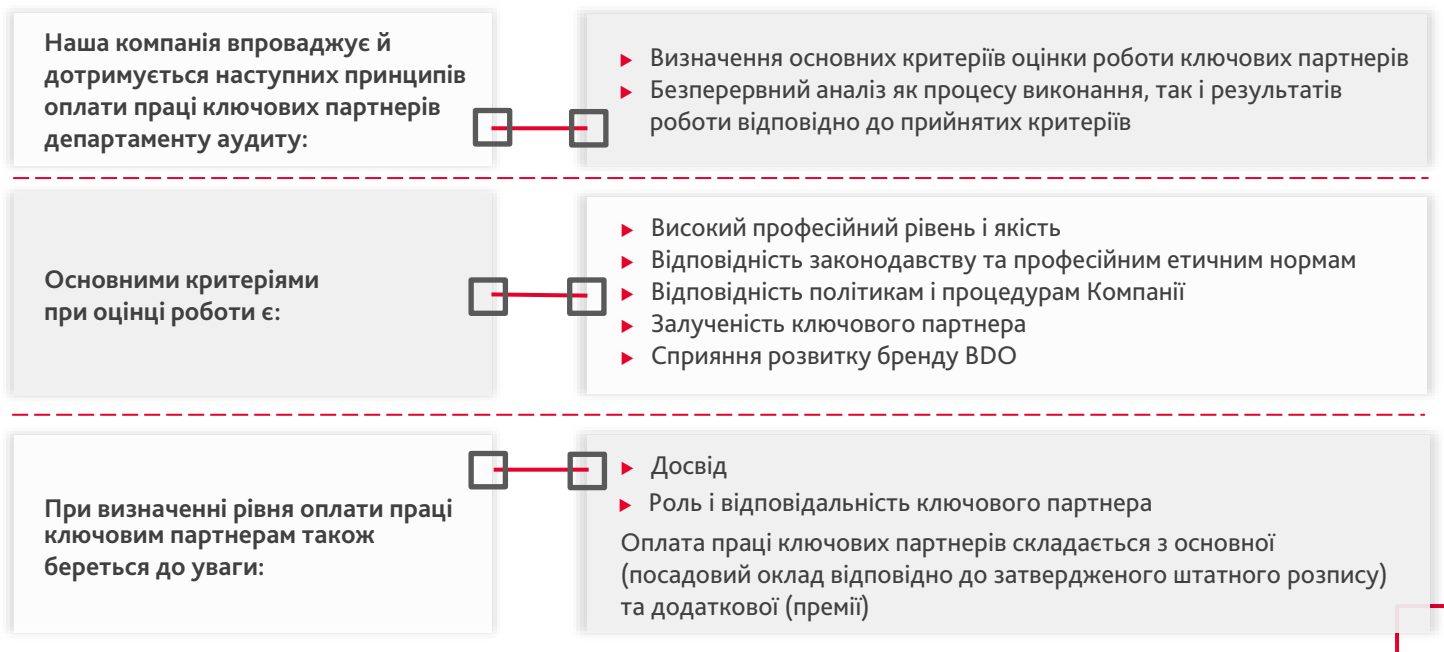 Наша компанія впроваджує й
дотримується наступних принципів
оплати праці ключових партнерів
департаменту аудиту:
▶ Визначення основних критеріїв оцінки роботи ключових партнерів
▶ Безперервний аналіз як процесу виконання, так і результатів
роботи відповідно до прийнятих критеріїв
Основними критеріями
при оцінці роботи є:
▶ Високий професійний рівень і якість
▶ Відповідність законодавству та професійним етичним нормам
▶ Відповідність політикам і процедурам Компанії
▶ Залученість ключового партнера
▶ Сприяння розвитку бренду BDO
При визначенні рівня оплати праці
ключовим партнерам також
береться до уваги:
▶ Досвід
▶ Роль і відповідальність ключового партнера
Оплата праці ключових партнерів складається з основної
(посадовий оклад відповідно до затвердженого штатного розпису)
та додаткової (премії)